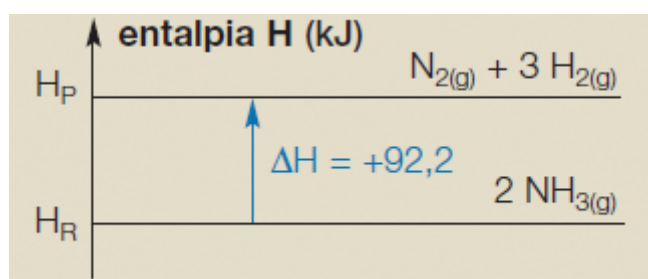 entalpia H (kJ)
H_P
N_2(g) + 3 H_2(g)
ΔH = +92,2
2 NH_3(g)
H_R